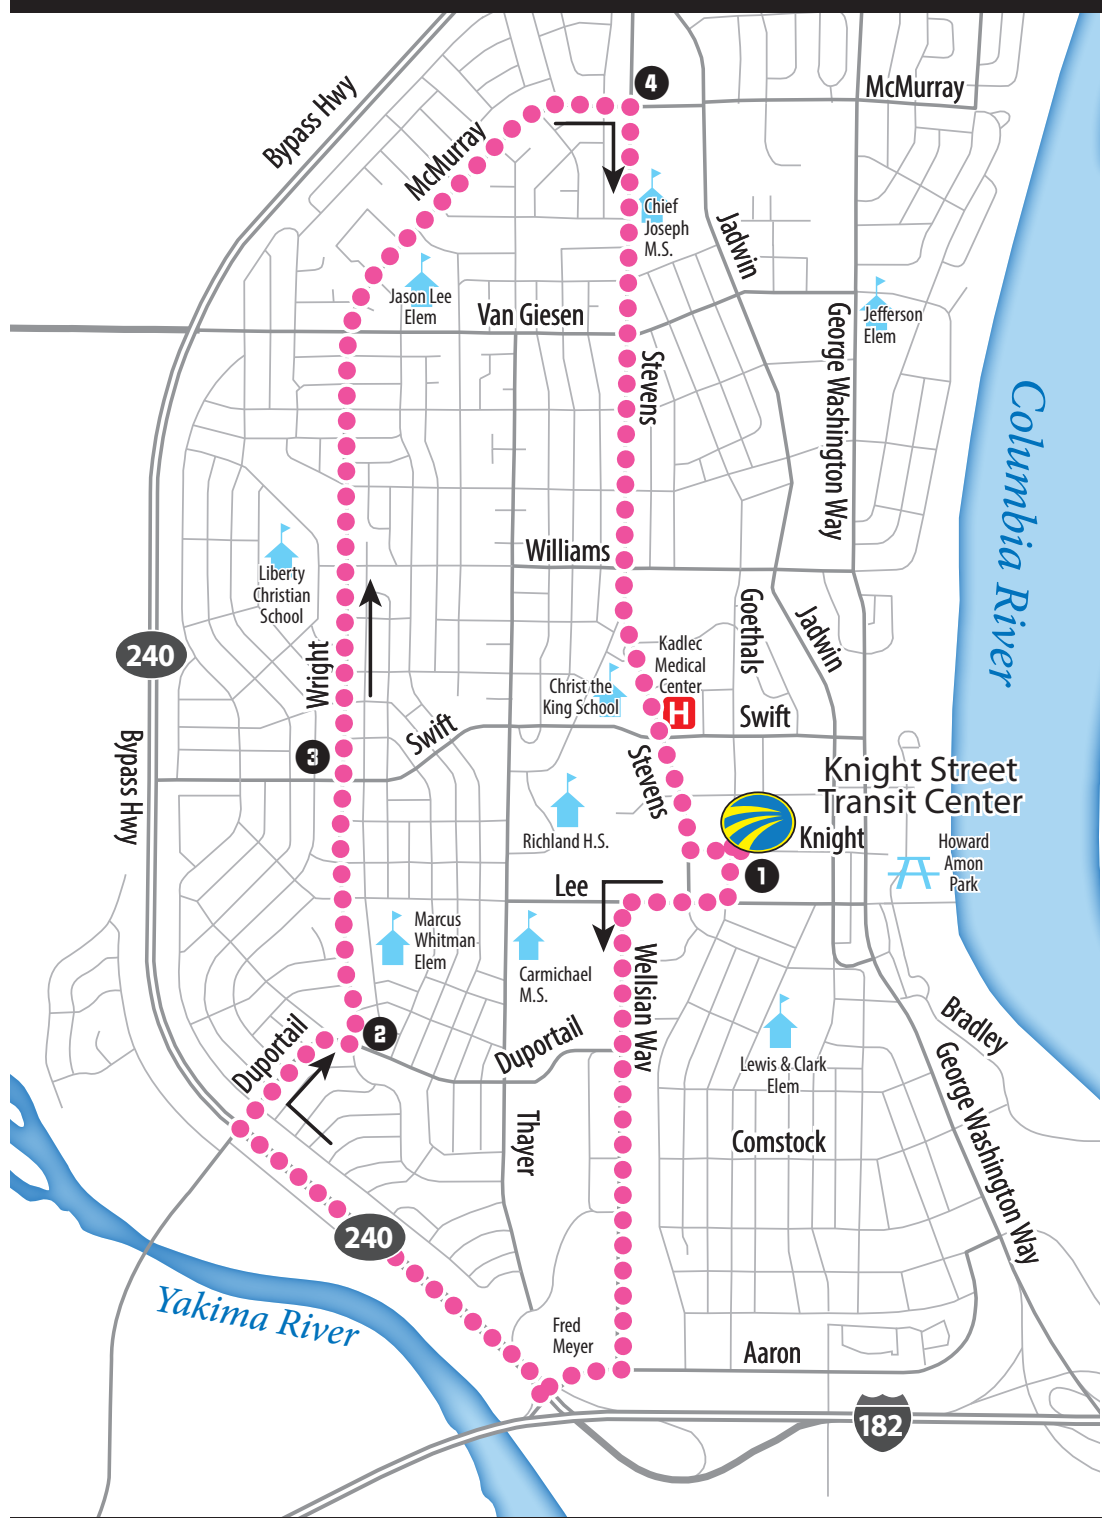 4
McMurray
Bypass Hwy
McMurray
Chief
Joseph
M.S.
Jadwin
Jason Lee
Elem
Van Giesen
Jefferson
Elem
George Washington Way
Stevens
Columbia River
Williams
Liberty
Christian
School
Goethals
Jadwin
240
Wright
Kadlec
Medical
Center
Christ the
King School
H
Swift
Swift
3
Bypass Hwy
Stevens
Knight Street
Transit Center
Knight
Richland H.S.
Howard
Amon
Park
1
Lee
Marcus
Whitman
Elem
Carmichael
M.S.
Wellsian Way
2
Duportail
Duportail
Bradley
Lewis & Clark
Elem
George Washington Way
Thayer
Comstock
240
Yakima River
Fred
Meyer
Aaron
182